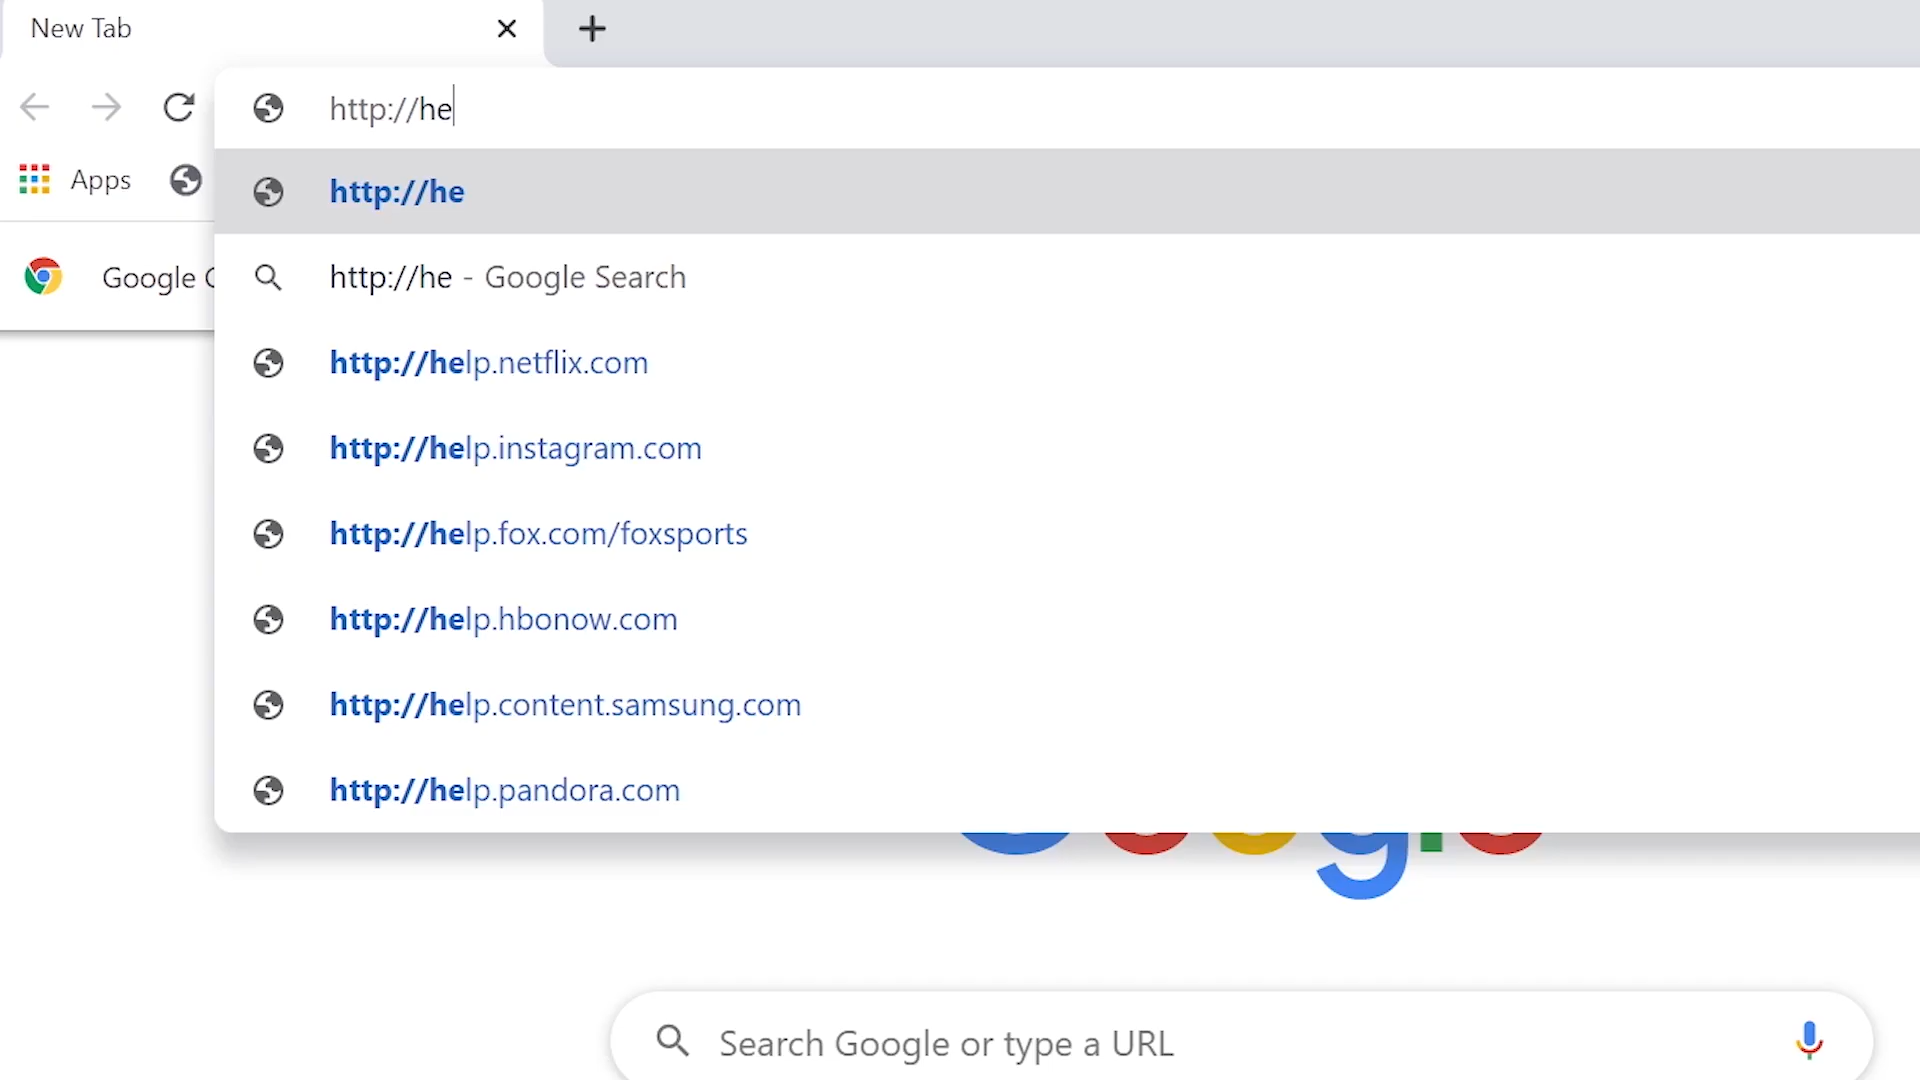 New Tab
http://he
Apps
http://he
Google
http://he - Google Search
http://help.netflix.com
http://help.instagram.com
http://help.fox.com/foxsports
http://help.hbonow.com
http://help.content.samsung.com
http://help.pandora.com
Search Google or type a URL